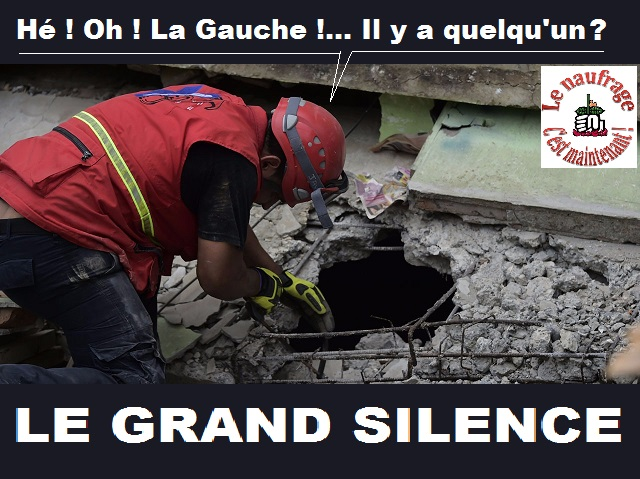 Hé ! Oh ! La Gauche !... Il y a quelqu'un ?
Le naufrage
C'est maintenant !
LE GRAND SILENCE